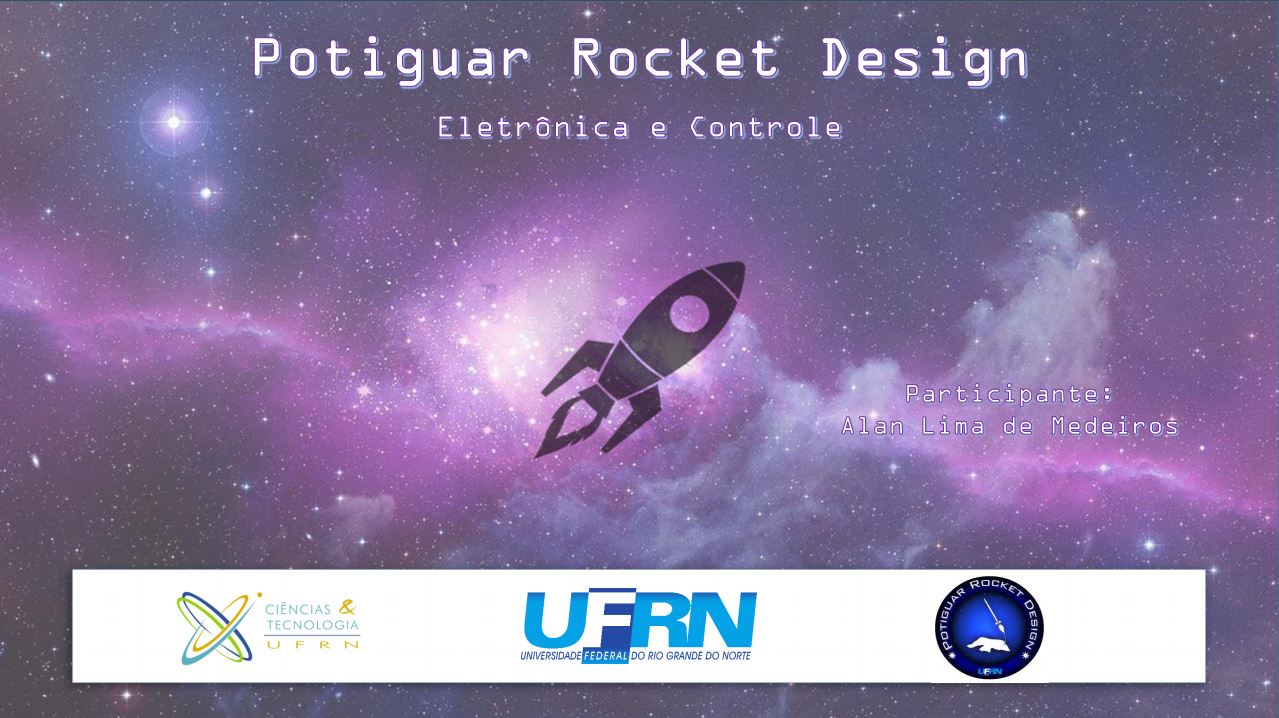 Potiguar Rocket Design
Eletrônica e Controle
Participante:
Alan Lima de Medeiros
CIÊNCIAS &
TECNOLOGIA
UFRN
UFRN
UNIVERSIDADE FEDERAL DO RIO GRANDE DO NORTE
POTIGUAR ROCKET DESIGN
UFRN